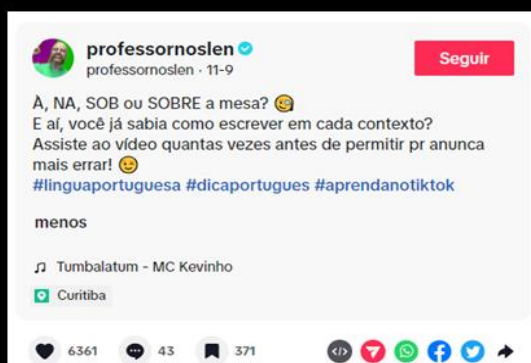 professornoslen
professornoslen · 11-9
Seguir
À, NA, SOB ou SOBRE a mesa? 🧐
E aí, você já sabia como escrever em cada contexto?
Assiste ao vídeo quantas vezes antes de permitir pr anunca
mais errar! 😉
#linguaportuguesa #dicaportugues #aprendanotiktok
menos
Tumbalatum - MC Kevinho
Curitiba
6361 43 371